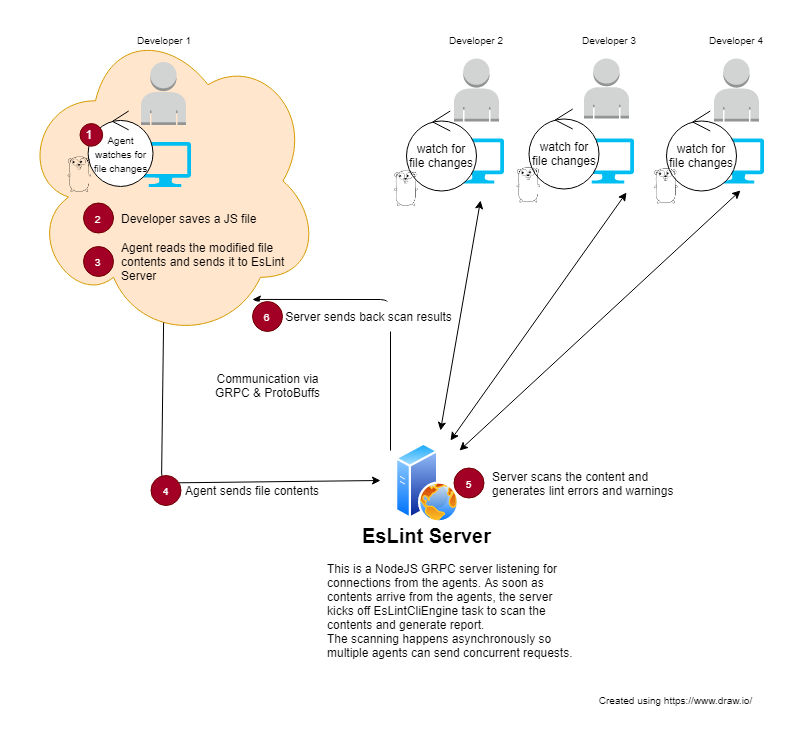 Developer 1
Developer 2
Developer 3
Developer 4
1
Agent
watches for
file changes
watch for
file changes
watch for
file changes
watch for
file changes
2
Developer saves a JS file
3
Agent reads the modified file
contents and sends it to EsLint
Server
6
Server sends back scan results
Communication via
GRPC & ProtoBuffs
4
Agent sends file contents
5
Server scans the content and
generates lint errors and warnings
EsLint Server
This is a NodeJS GRPC server listening for
connections from the agents. As soon as
contents arrive from the agents, the server
kicks off EsLintCliEngine task to scan the
contents and generate report.
The scanning happens asynchronously so
multiple agents can send concurrent requests.
Created using https://www.draw.io/